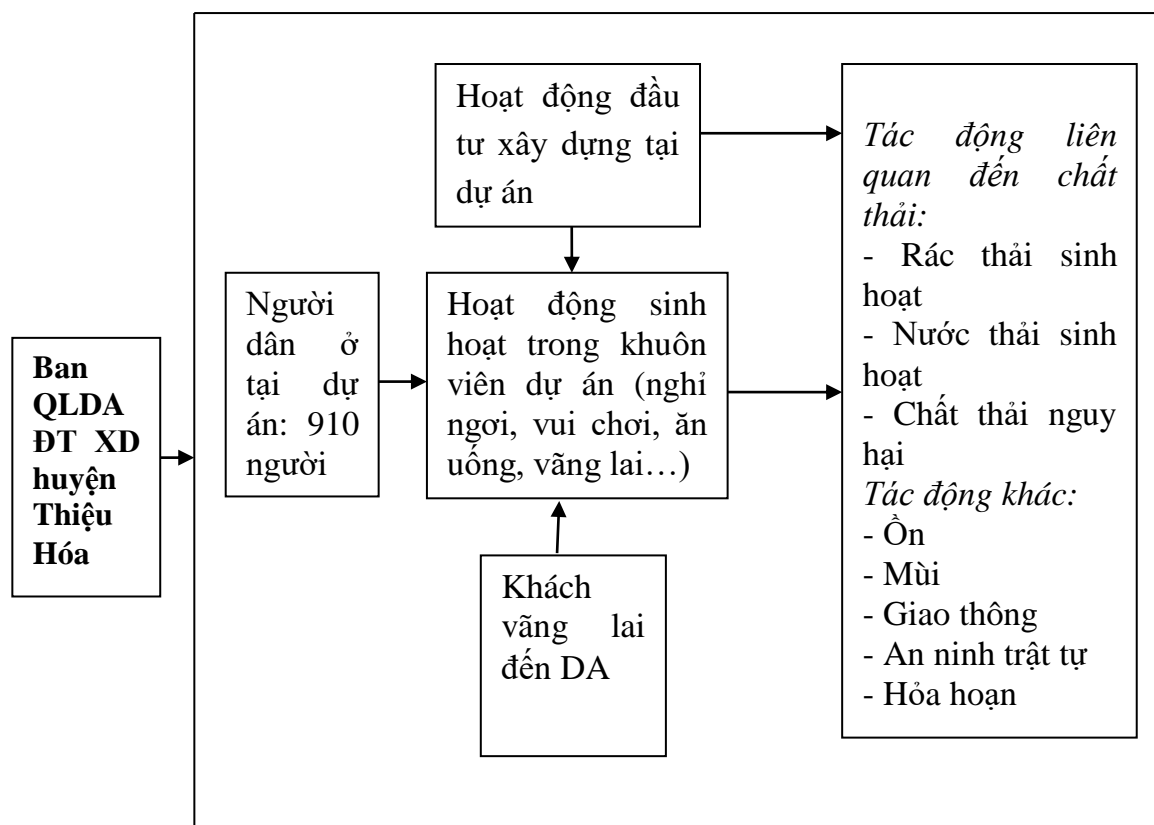 Ban
QLDA
ĐT XD
huyện
Thiệu
Hóa
Người
dân ở
tại dự
án: 910
người
Hoạt động đầu
tư xây dựng tại
dự án
Hoạt động sinh
hoạt trong khuôn
viên dự án (nghỉ
ngơi, vui chơi, ăn
uống, vãng lai…)
Khách
vãng lai
đến DA
Tác động liên
quan đến chất
thải:
- Rác thải sinh
hoạt
- Nước thải sinh
hoạt
- Chất thải nguy
hại
Tác động khác:
- Ồn
- Mùi
- Giao thông
- An ninh trật tự
- Hỏa hoạn